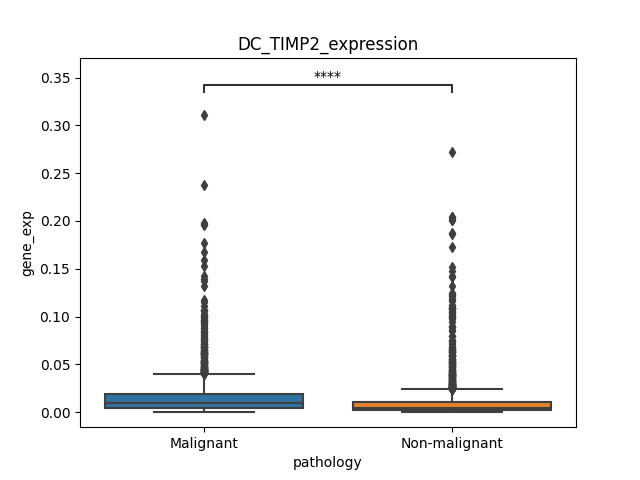 DC_TIMP2_expression
****
0.35
0.30
0.25
0.20
0.15
0.10
0.05
0.00
gene_exp
Malignant
Non-malignant
pathology